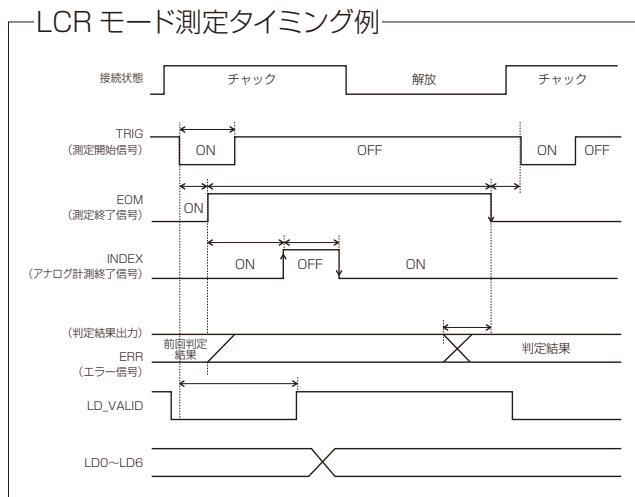 LCR モード測定タイミング例
接続状態
チャック
解放
チャック
TRIG
(測定開始信号)
ON
OFF
ON
OFF
EOM
(測定終了信号)
ON
INDEX
(アナログ計測終了信号)
ON
OFF
ON
(判定結果出力)
ERR
(エラー信号)
前回判定
結果
判定結果
LD_VALID
LD0〜LD6